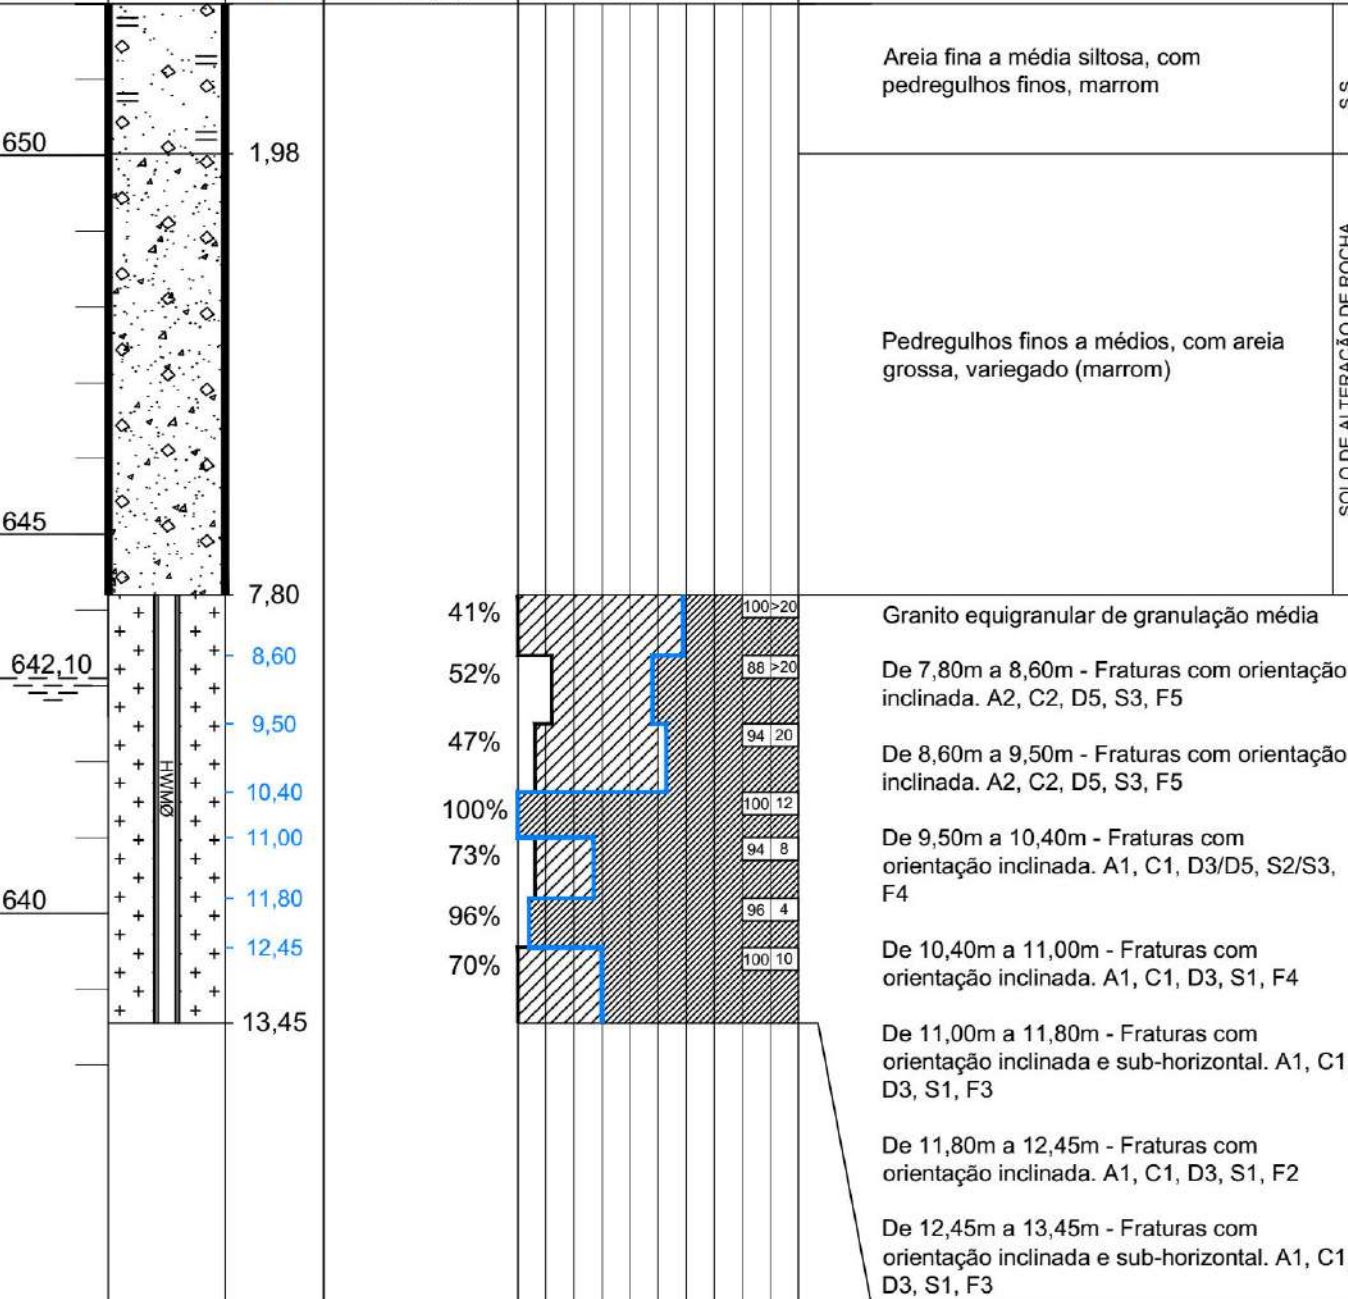 Areia fina a média siltosa, com
pedregulhos finos, marrom
S.S.
650
1,98
Pedregulhos finos a médios, com areia
grossa, variegado (marrom)
SOLO DE ALTERAÇÃO DE ROCHA
645
7,80
41%
100 >20
Granito equigranular de granulação média
642,10
8,60
52%
88 >20
De 7,80m a 8,60m - Fraturas com orientação
inclinada. A2, C2, D5, S3, F5
9,50
47%
94 20
De 8,60m a 9,50m - Fraturas com orientação
inclinada. A2, C2, D5, S3, F5
HWMØ
10,40
100%
100 12
11,00
73%
94 8
De 9,50m a 10,40m - Fraturas com
orientação inclinada. A1, C1, D3/D5, S2/S3,
F4
640
11,80
96%
96 4
12,45
70%
100 10
De 10,40m a 11,00m - Fraturas com
orientação inclinada. A1, C1, D3, S1, F4
13,45
De 11,00m a 11,80m - Fraturas com
orientação inclinada e sub-horizontal. A1, C1
D3, S1, F3
De 11,80m a 12,45m - Fraturas com
orientação inclinada. A1, C1, D3, S1, F2
De 12,45m a 13,45m - Fraturas com
orientação inclinada e sub-horizontal. A1, C1
D3, S1, F3